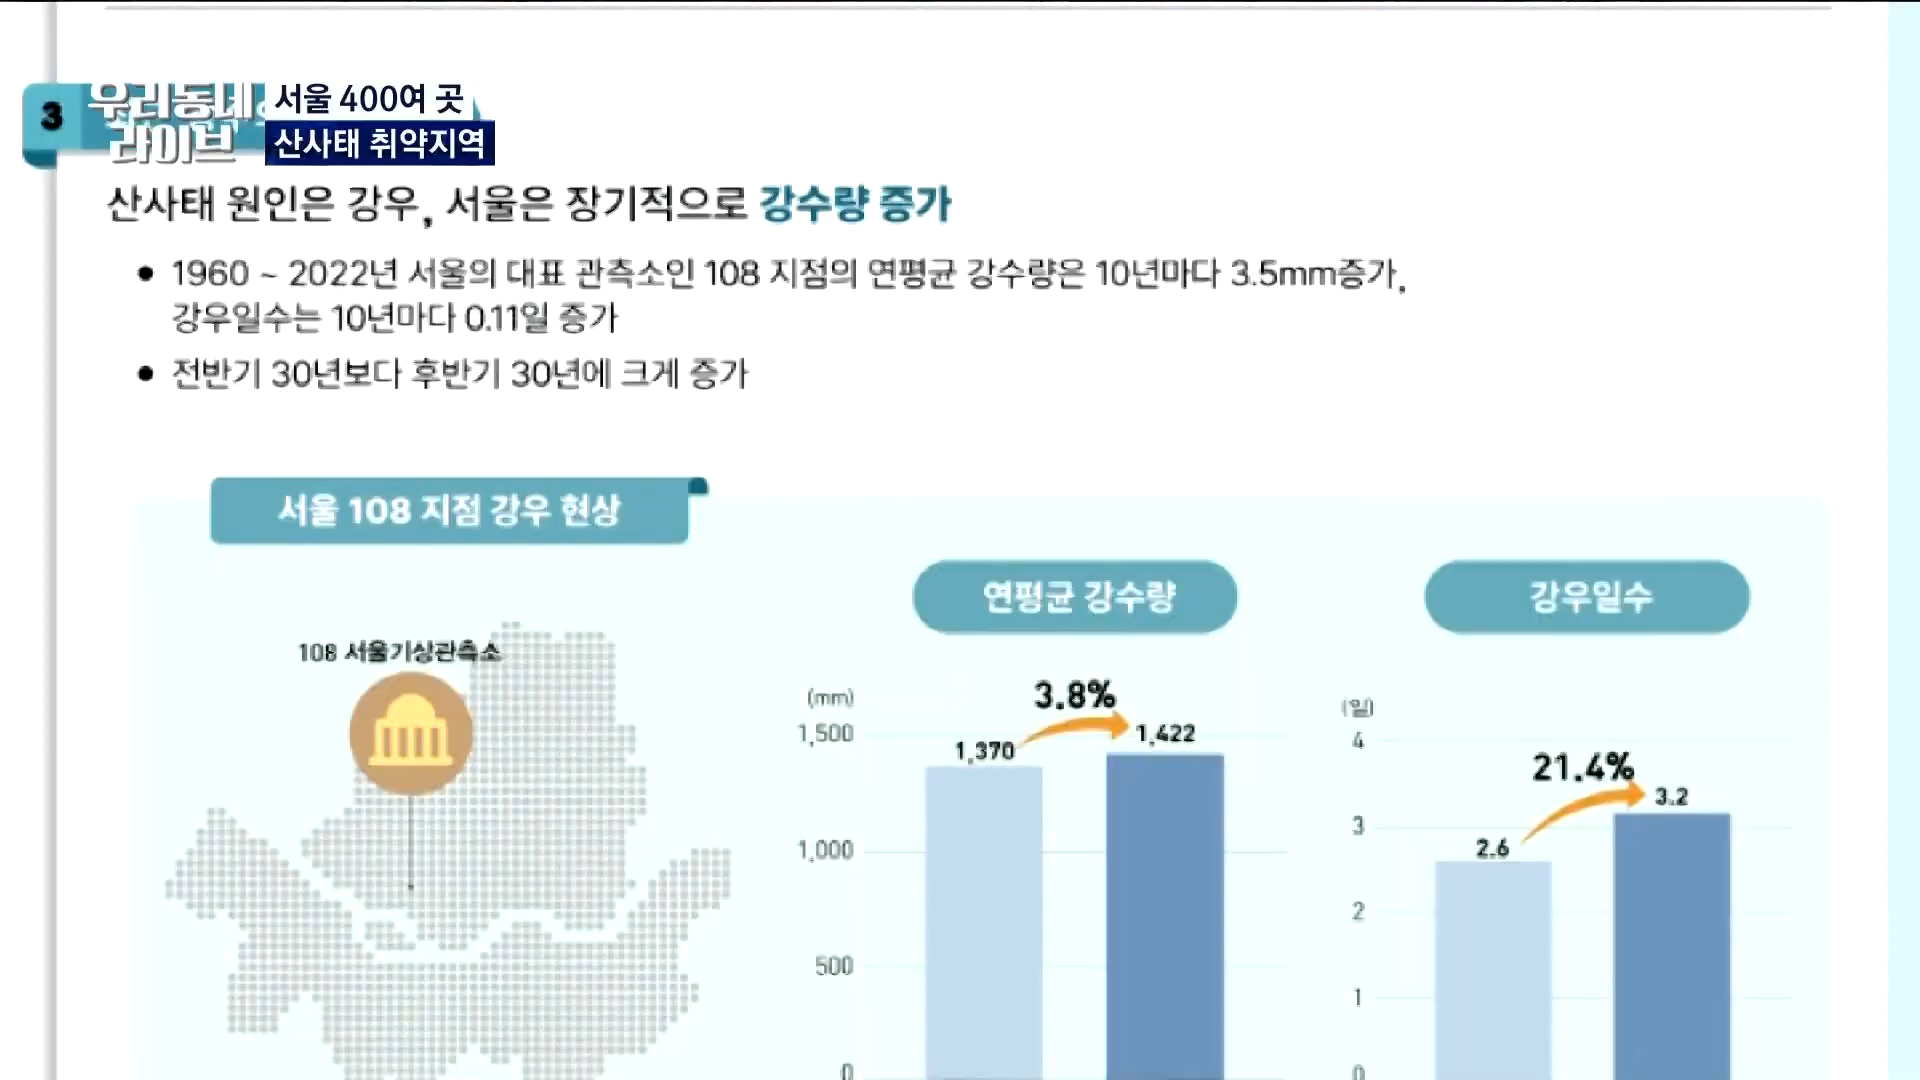 3
우리동네
라이브
서울 400여 곳
산사태 취약지역
산사태 원인은 강우, 서울은 장기적으로 강수량 증가
● 1960 ~ 2022년 서울의 대표 관측소인 108 지점의 연평균 강수량은 10년마다 3.5mm증가,
강우일수는 10년마다 0.11일 증가
● 전반기 30년보다 후반기 30년에 크게 증가
서울 108 지점 강우 현상
108 서울기상관측소
연평균 강수량
(mm)
3.8%
1,500
1,370
1,422
1,000
500
0
강우일수
(일)
4
21.4%
3.2
3
2.6
2
1
0